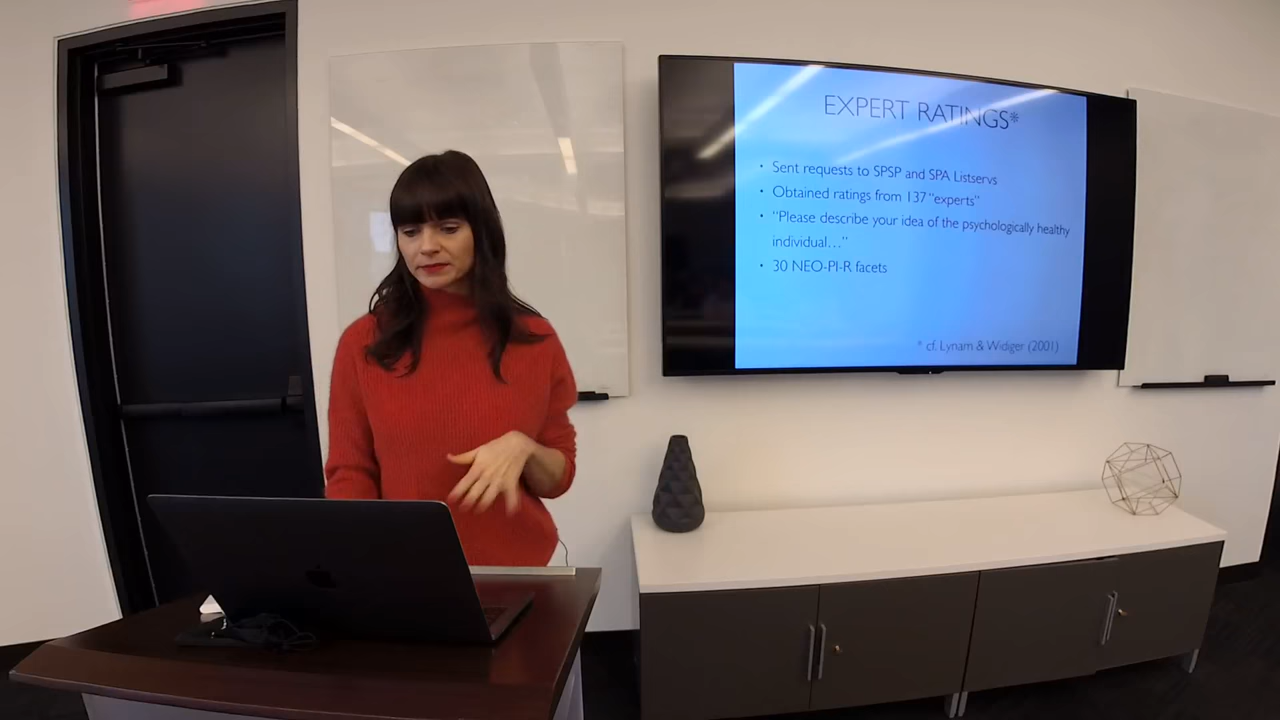 EXPERT RATINGS*
• Sent requests to SPSP and SPA Listservs
• Obtained ratings from 137 "experts"
• "Please describe your idea of the psychologically healthy
individual…"
• 30 NEO-PI-R facets
* cf. Lynam & Widiger (2001)